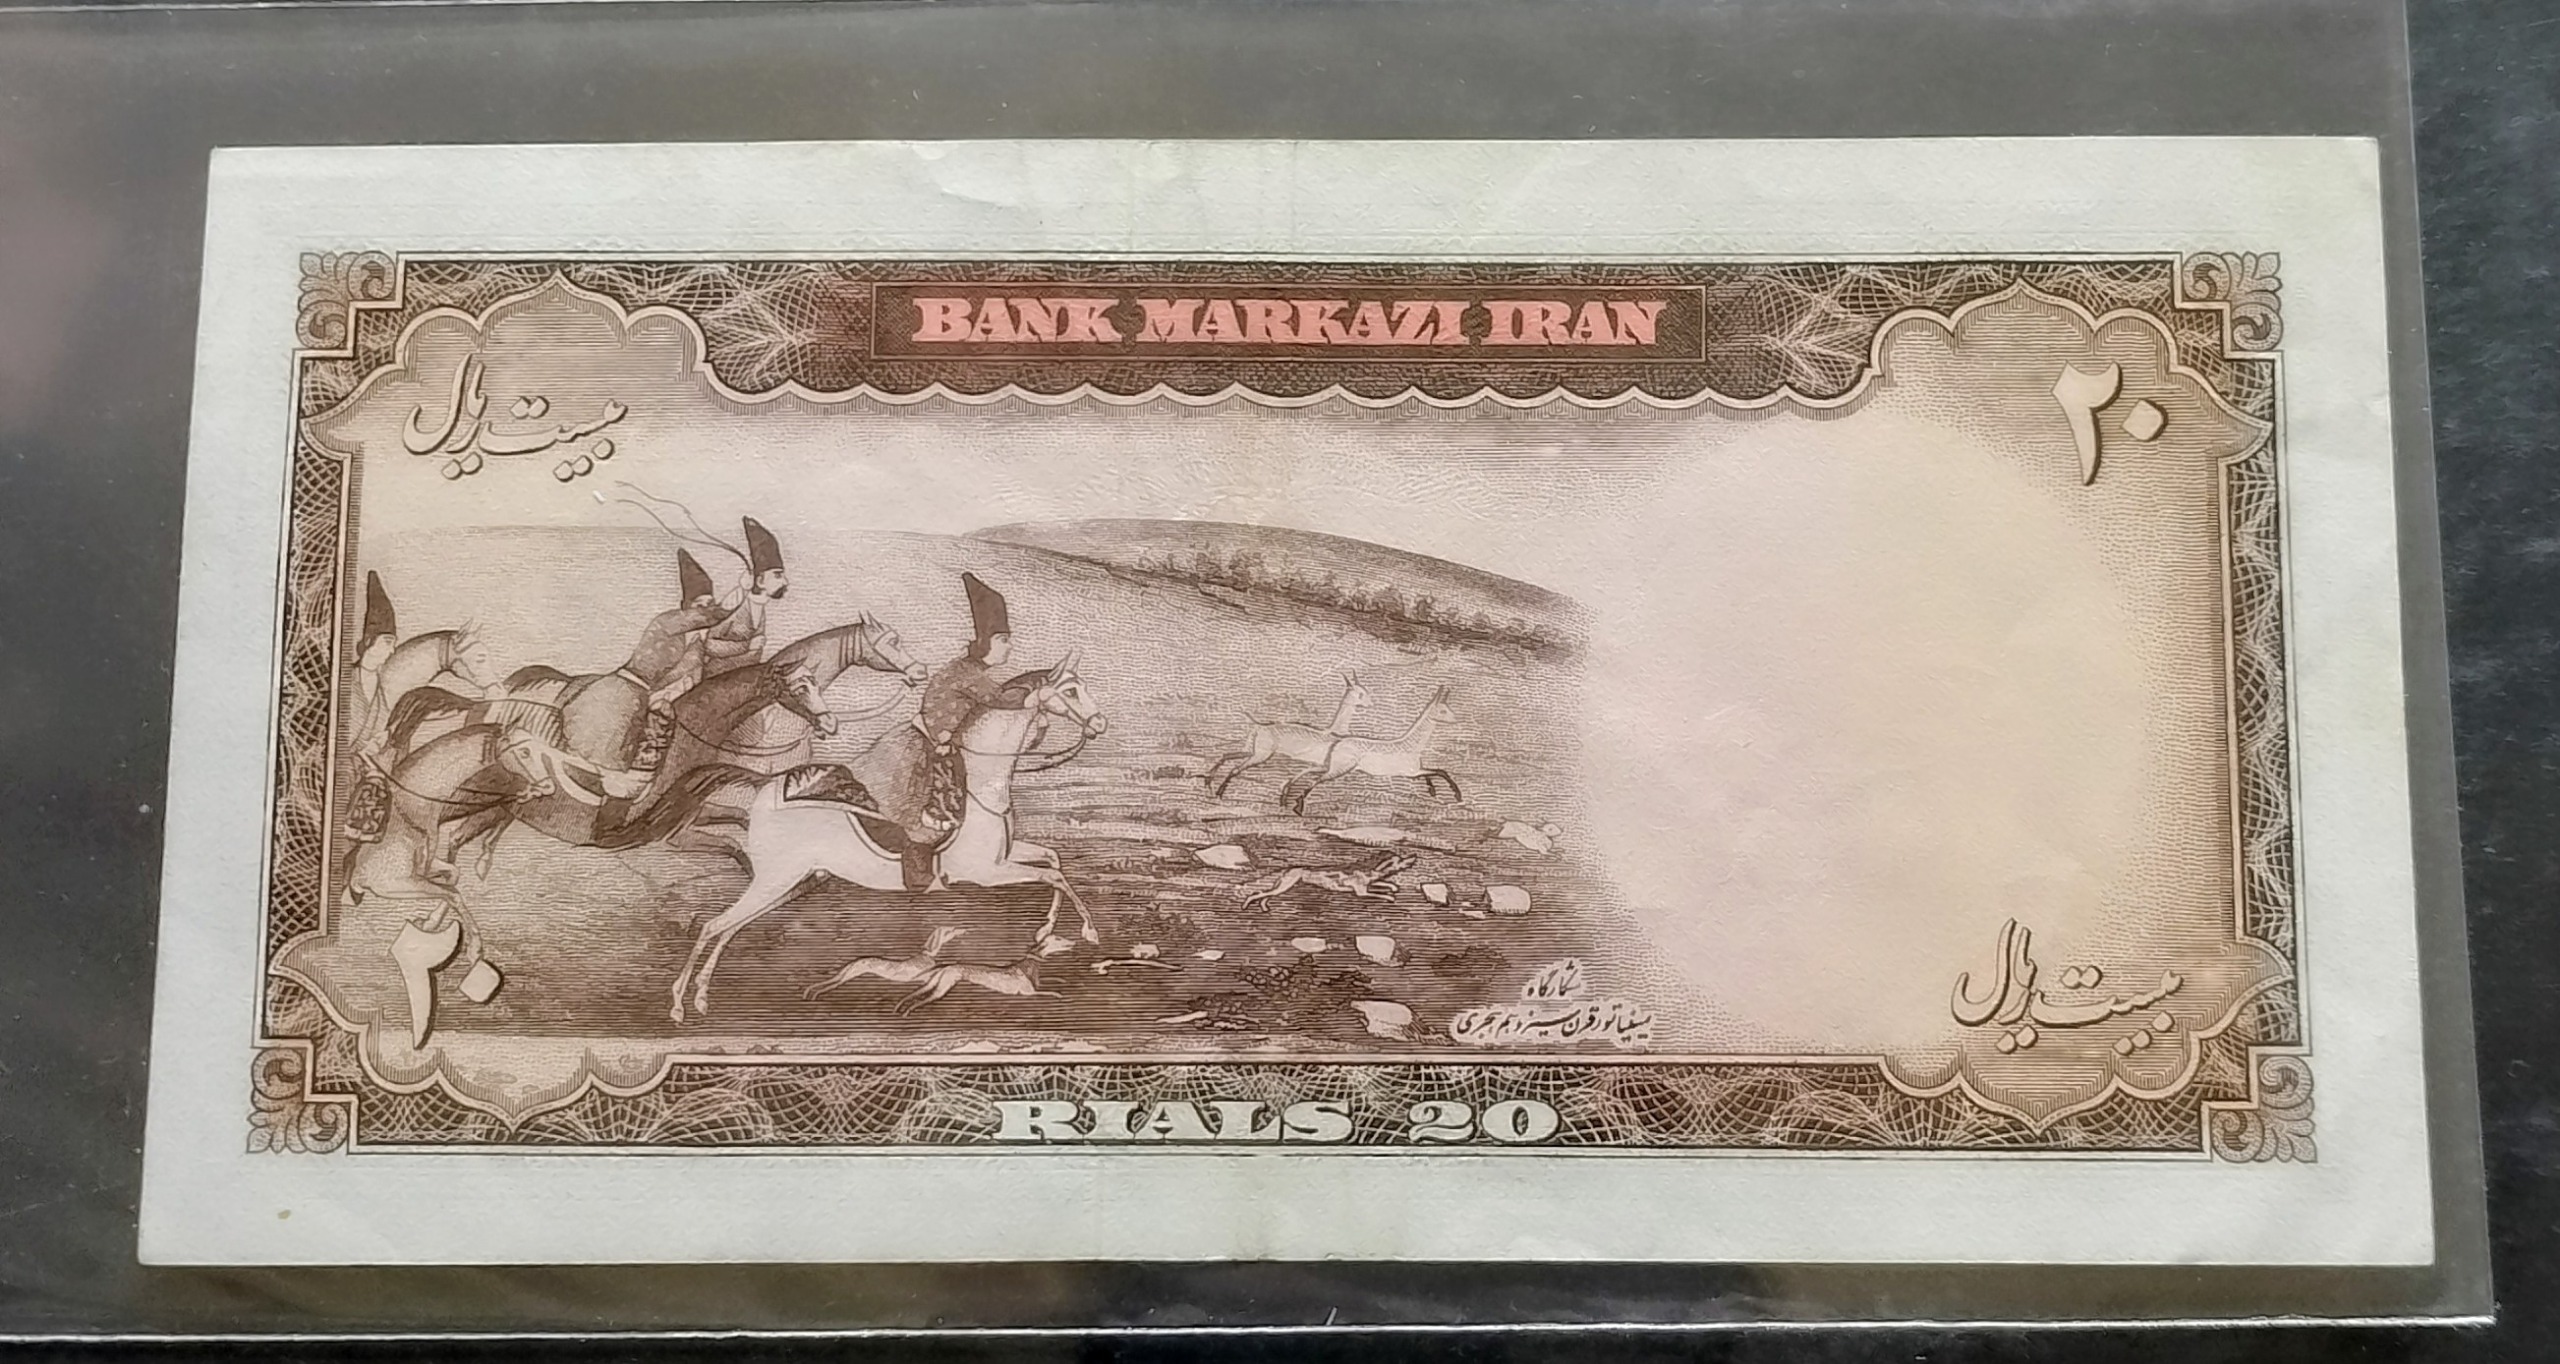 BANK MARKAZI IRAN
بیست ریال
۲۰
شکارگاه
مینیاتور قرن سیزدهم هجری
۲۰
بیست ریال
RIALS 20